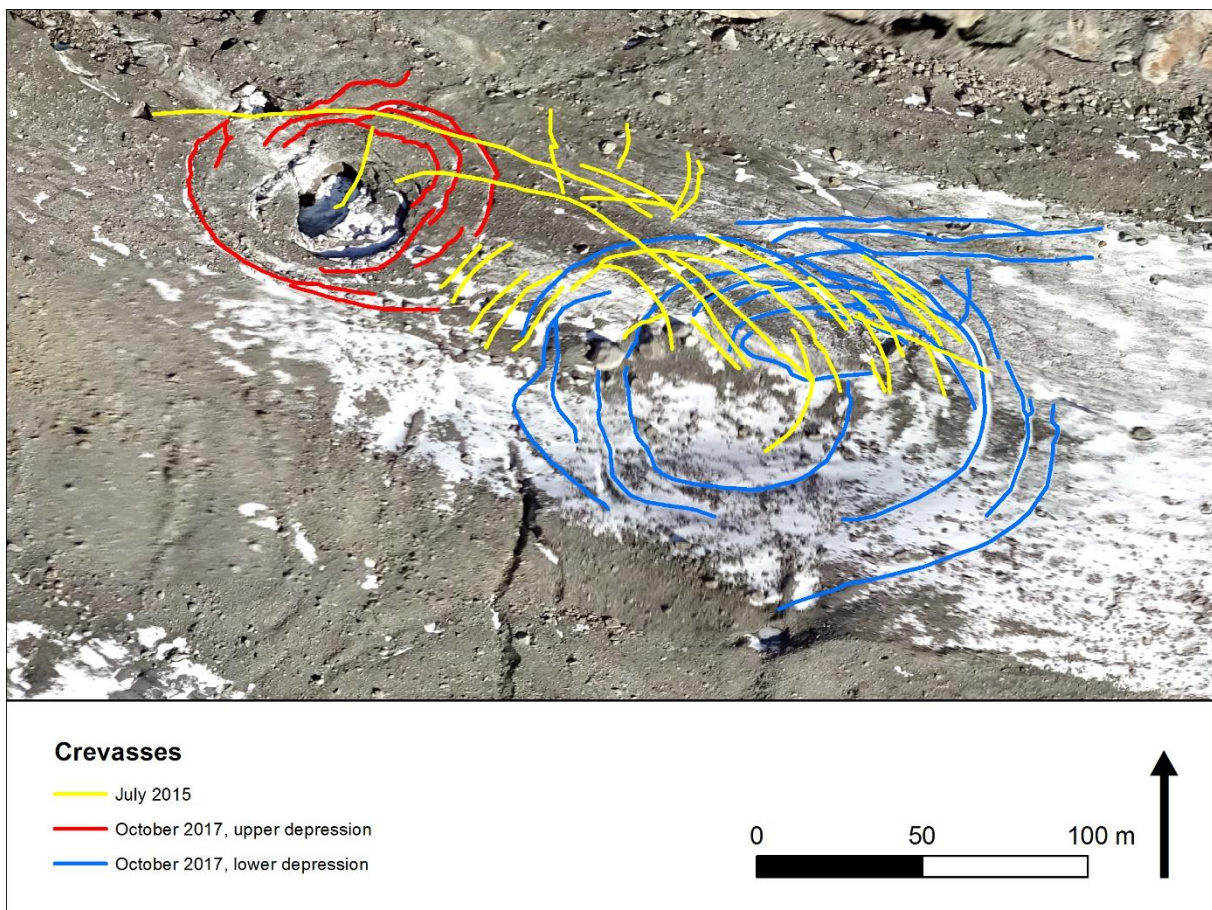 Crevasses
July 2015
October 2017, upper depression
October 2017, lower depression
0 50 100 m